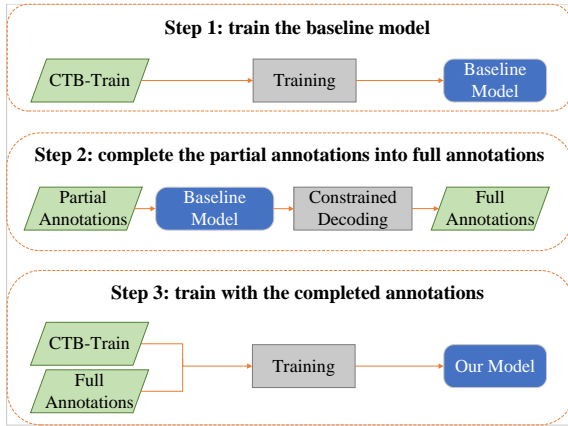 Step 1: train the baseline model
CTB-Train
Training
Baseline
Model
Step 2: complete the partial annotations into full annotations
Partial
Annotations
Baseline
Model
Constrained
Decoding
Full
Annotations
Step 3: train with the completed annotations
CTB-Train
Full
Annotations
Training
Our Model